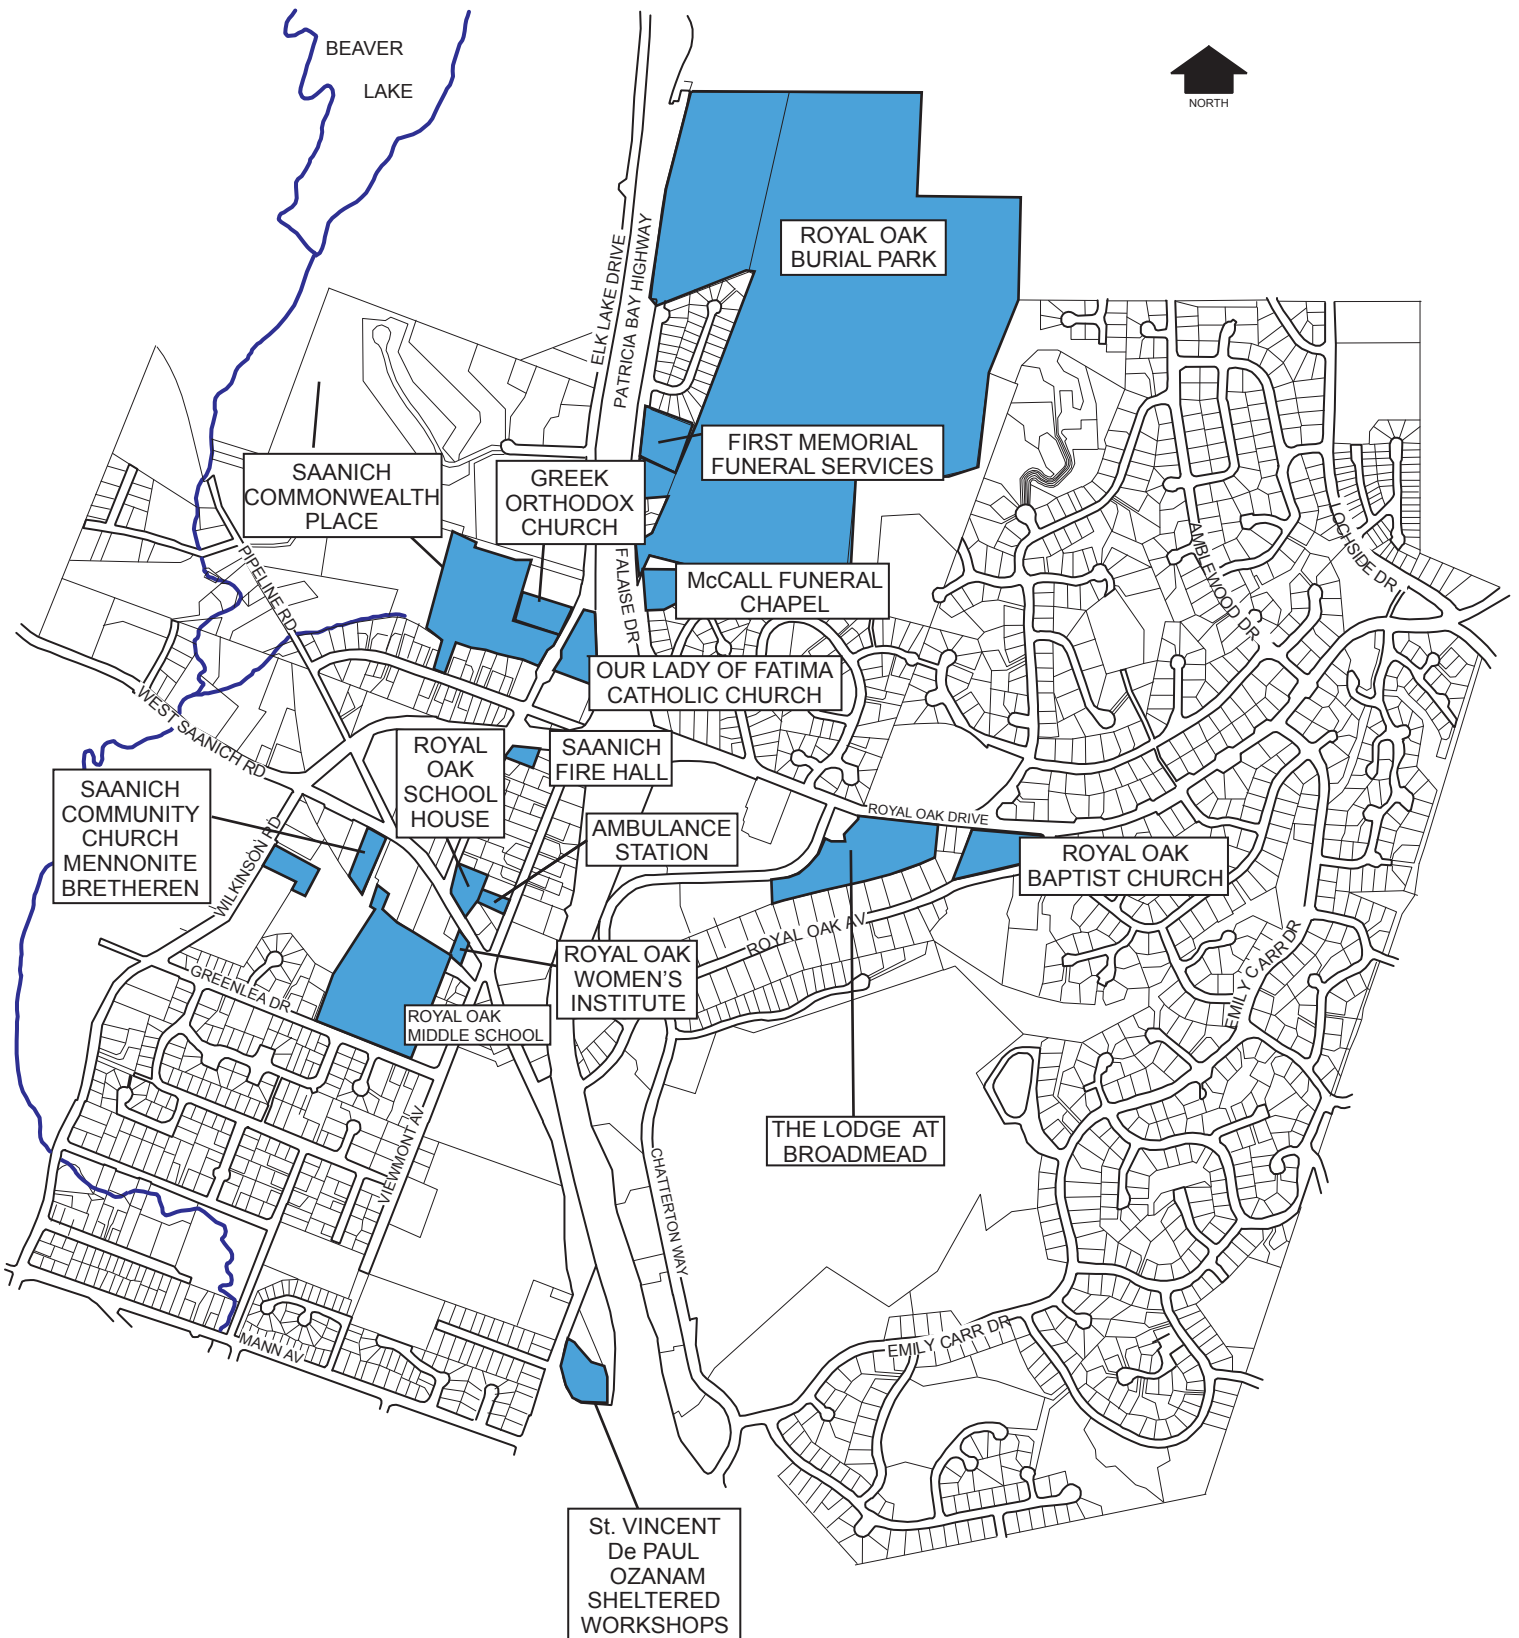 BEAVER
LAKE
NORTH
ELK LAKE DRIVE
PATRICIA BAY HIGHWAY
ROYAL OAK
BURIAL PARK
FIRST MEMORIAL
FUNERAL SERVICES
SAANICH
COMMONWEALTH
PLACE
GREEK
ORTHODOX
CHURCH
PIPELINE RD
FALAISE DR
McCALL FUNERAL
CHAPEL
AMBLEWOOD DR
LOCHSIDE DR
OUR LADY OF FATIMA
CATHOLIC CHURCH
WEST SAANICH RD
ROYAL
OAK
SCHOOL
HOUSE
SAANICH
FIRE HALL
SAANICH
COMMUNITY
CHURCH
MENNONITE
BRETHEREN
WILKINSON RD
AMBULANCE
STATION
ROYAL OAK DRIVE
ROYAL OAK
BAPTIST CHURCH
ROYAL OAK AV
ROYAL OAK
WOMEN'S
INSTITUTE
GREENLEA DR
ROYAL OAK
MIDDLE SCHOOL
EMILY CARR DR
VIEWMONT AV
THE LODGE AT
BROADMEAD
CHATTERTON WAY
MANN AV
EMILY CARR DR
St. VINCENT
De PAUL
OZANAM
SHELTERED
WORKSHOPS